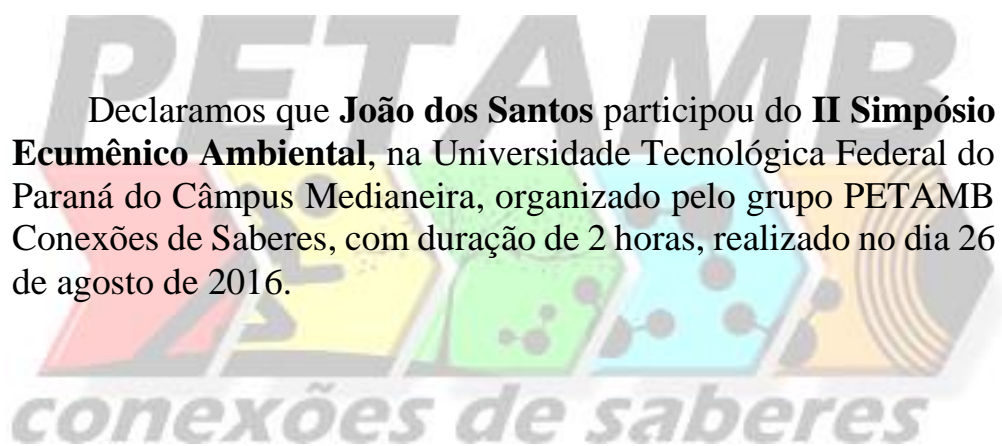 PETAMB
Declaramos que João dos Santos participou do II Simpósio
Ecumênico Ambiental, na Universidade Tecnológica Federal do
Paraná do Câmpus Medianeira, organizado pelo grupo PETAMB
Conexões de Saberes, com duração de 2 horas, realizado no dia 26
de agosto de 2016.
conexões de saberes